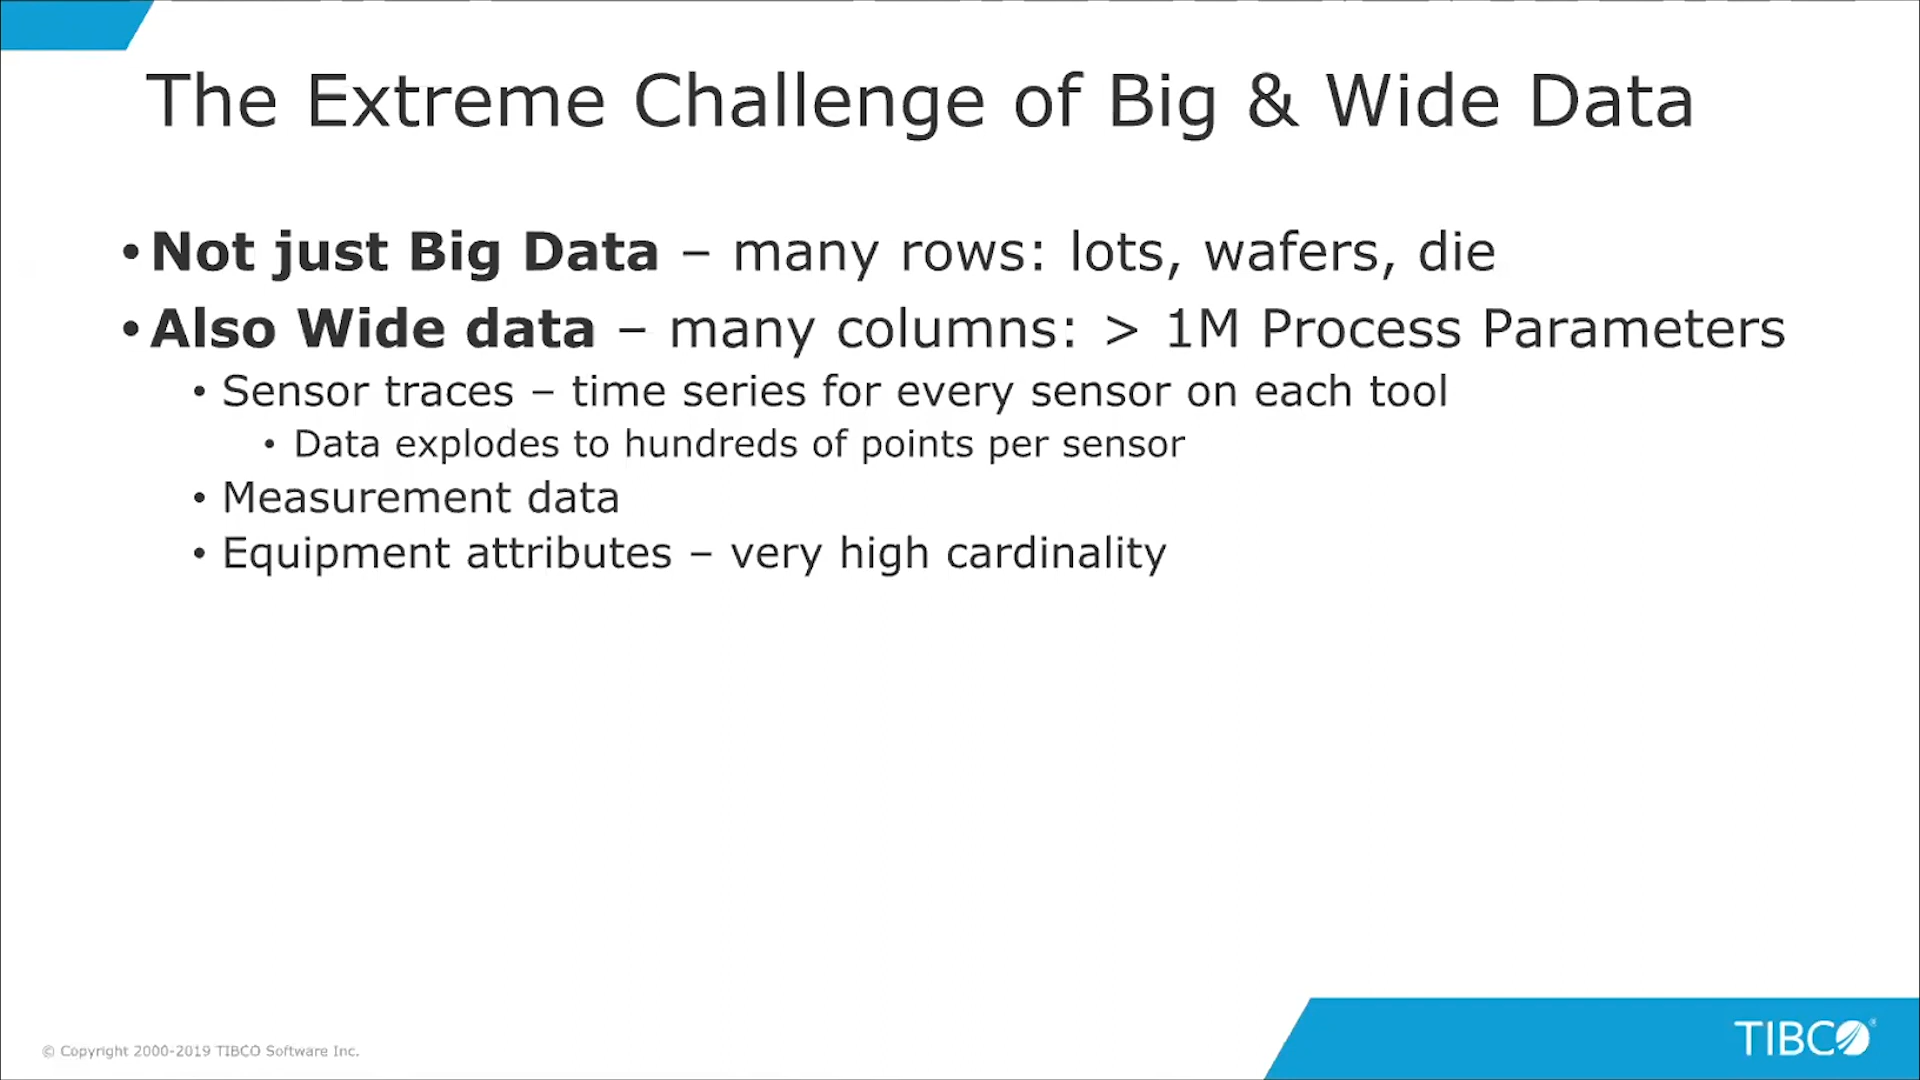 The Extreme Challenge of Big & Wide Data
• Not just Big Data – many rows: lots, wafers, die
• Also Wide data – many columns: > 1M Process Parameters
• Sensor traces – time series for every sensor on each tool
• Data explodes to hundreds of points per sensor
• Measurement data
• Equipment attributes – very high cardinality
© Copyright 2000-2019 TIBCO Software Inc.
TIBCO®